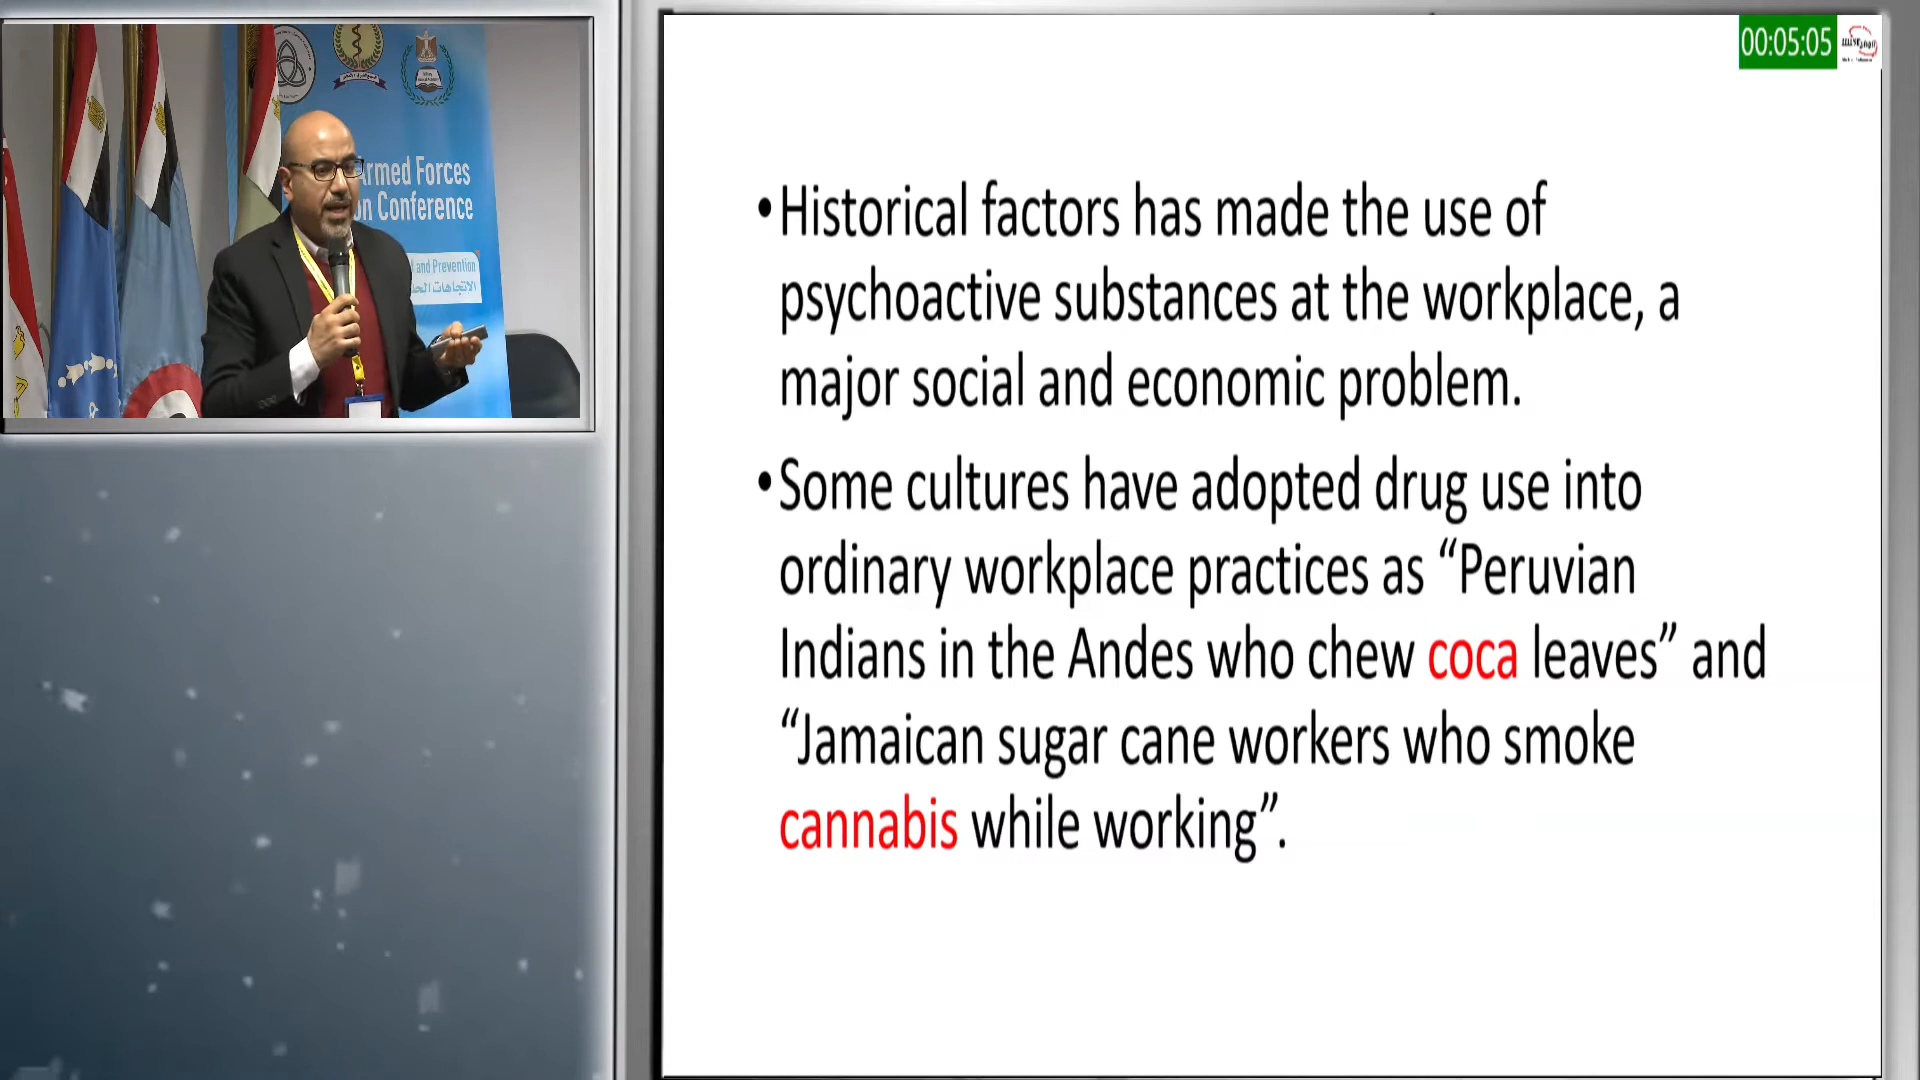 Armed Forces
on Conference
and Prevention
00:05:05
•Historical factors has made the use of
psychoactive substances at the workplace, a
major social and economic problem.
•Some cultures have adopted drug use into
ordinary workplace practices as “Peruvian
Indians in the Andes who chew coca leaves” and
“Jamaican sugar cane workers who smoke
cannabis while working”.